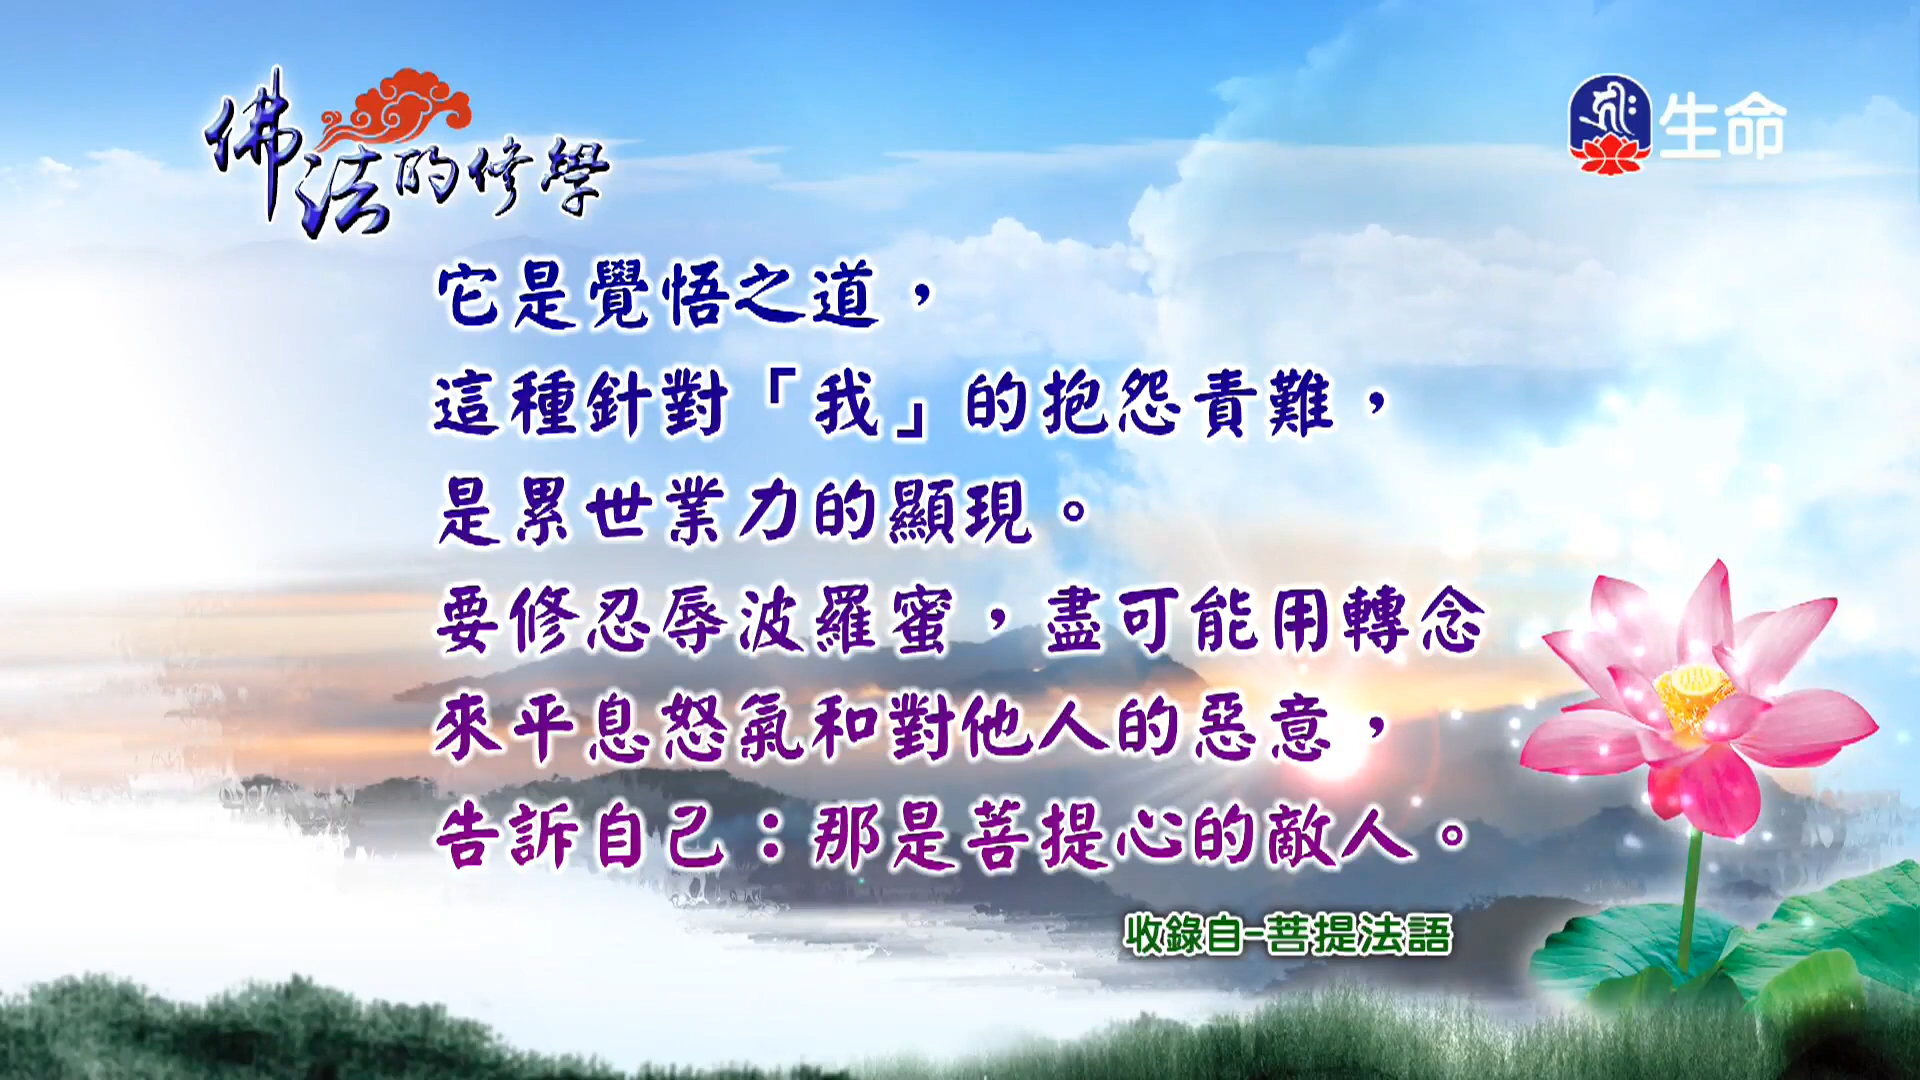 佛法的修學
生命
它是覺悟之道，
這種針對「我」的抱怨責難，
是累世業力的顯現。
要修忍辱波羅蜜，盡可能用轉念
來平息怒氣和對他人的惡意，
告訴自己：那是菩提心的敵人。
收錄自-菩提法語